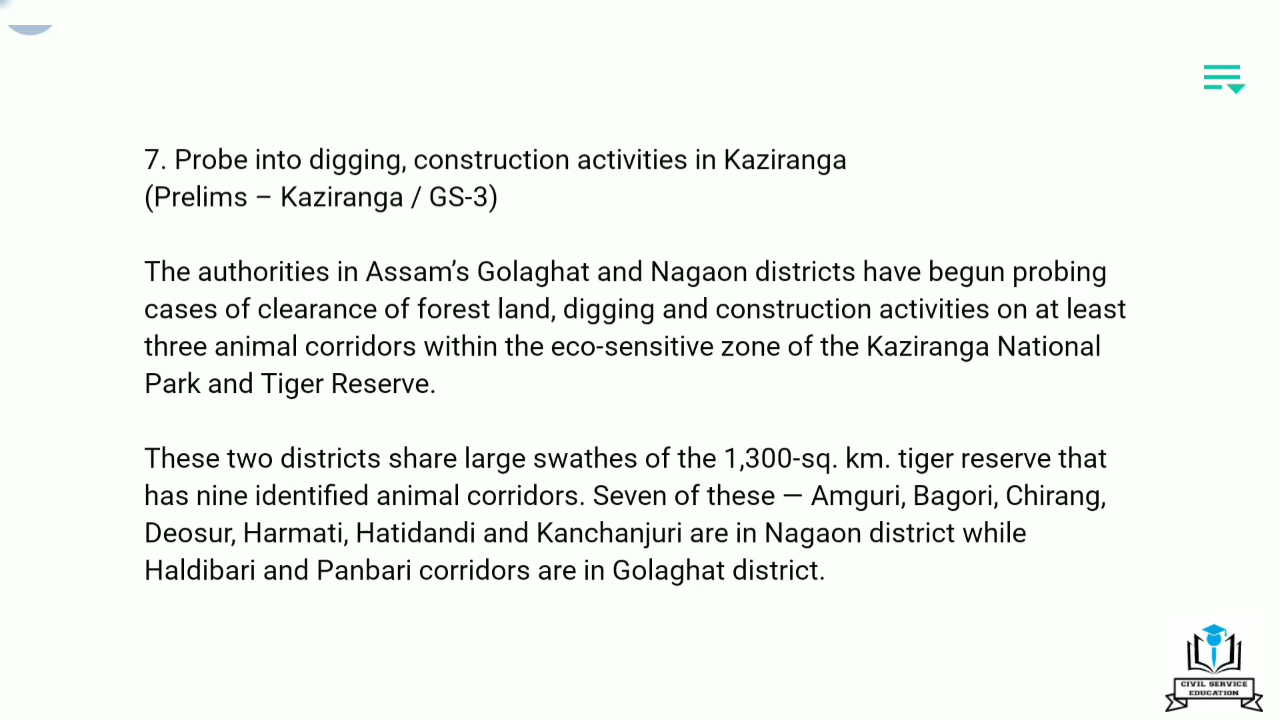 7. Probe into digging, construction activities in Kaziranga
(Prelims – Kaziranga / GS-3)
The authorities in Assam’s Golaghat and Nagaon districts have begun probing
cases of clearance of forest land, digging and construction activities on at least
three animal corridors within the eco-sensitive zone of the Kaziranga National
Park and Tiger Reserve.
These two districts share large swathes of the 1,300-sq. km. tiger reserve that
has nine identified animal corridors. Seven of these — Amguri, Bagori, Chirang,
Deosur, Harmati, Hatidandi and Kanchanjuri are in Nagaon district while
Haldibari and Panbari corridors are in Golaghat district.
CIVIL SERVICE
EDUCATION